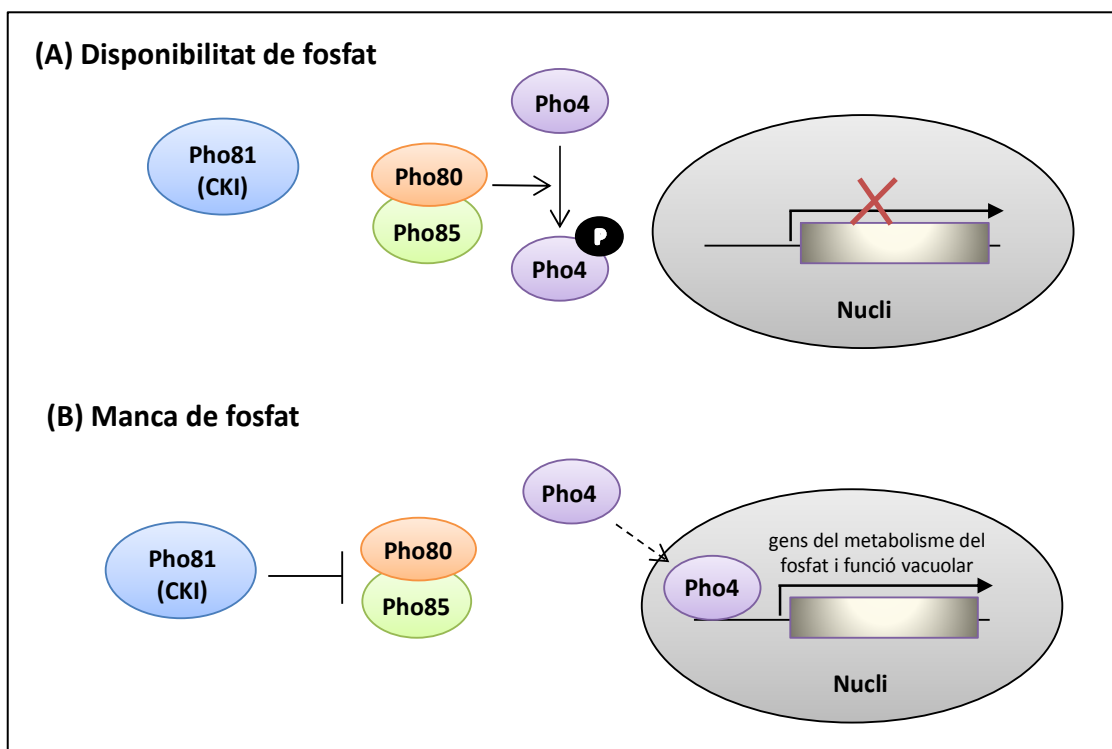 (A) Disponibilitat de fosfat
Pho4
Pho81
(CKI)
Pho80
Pho85
P
Pho4
Nucli
(B) Manca de fosfat
Pho4
Pho81
(CKI)
Pho80
Pho85
gens del metabolisme del
fosfat i funció vacuolar
Pho4
Nucli